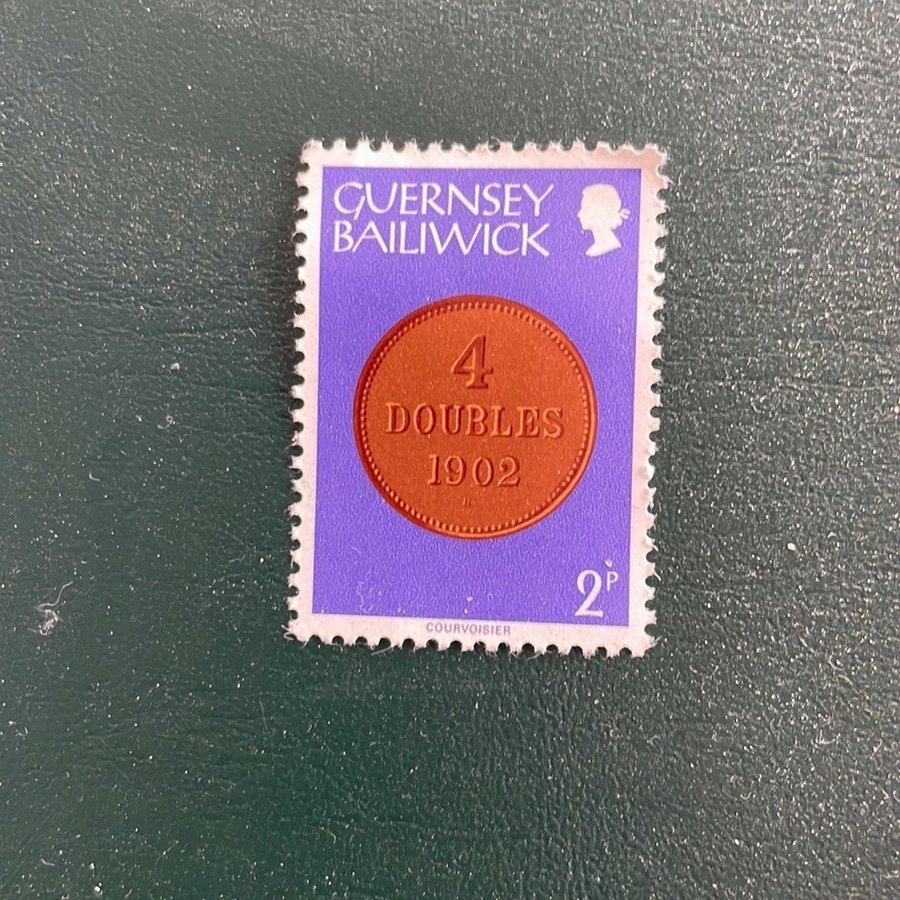 GUERNSEY
BAILIWICK
4
DOUBLES
1902
H
2P
COURVOISIER